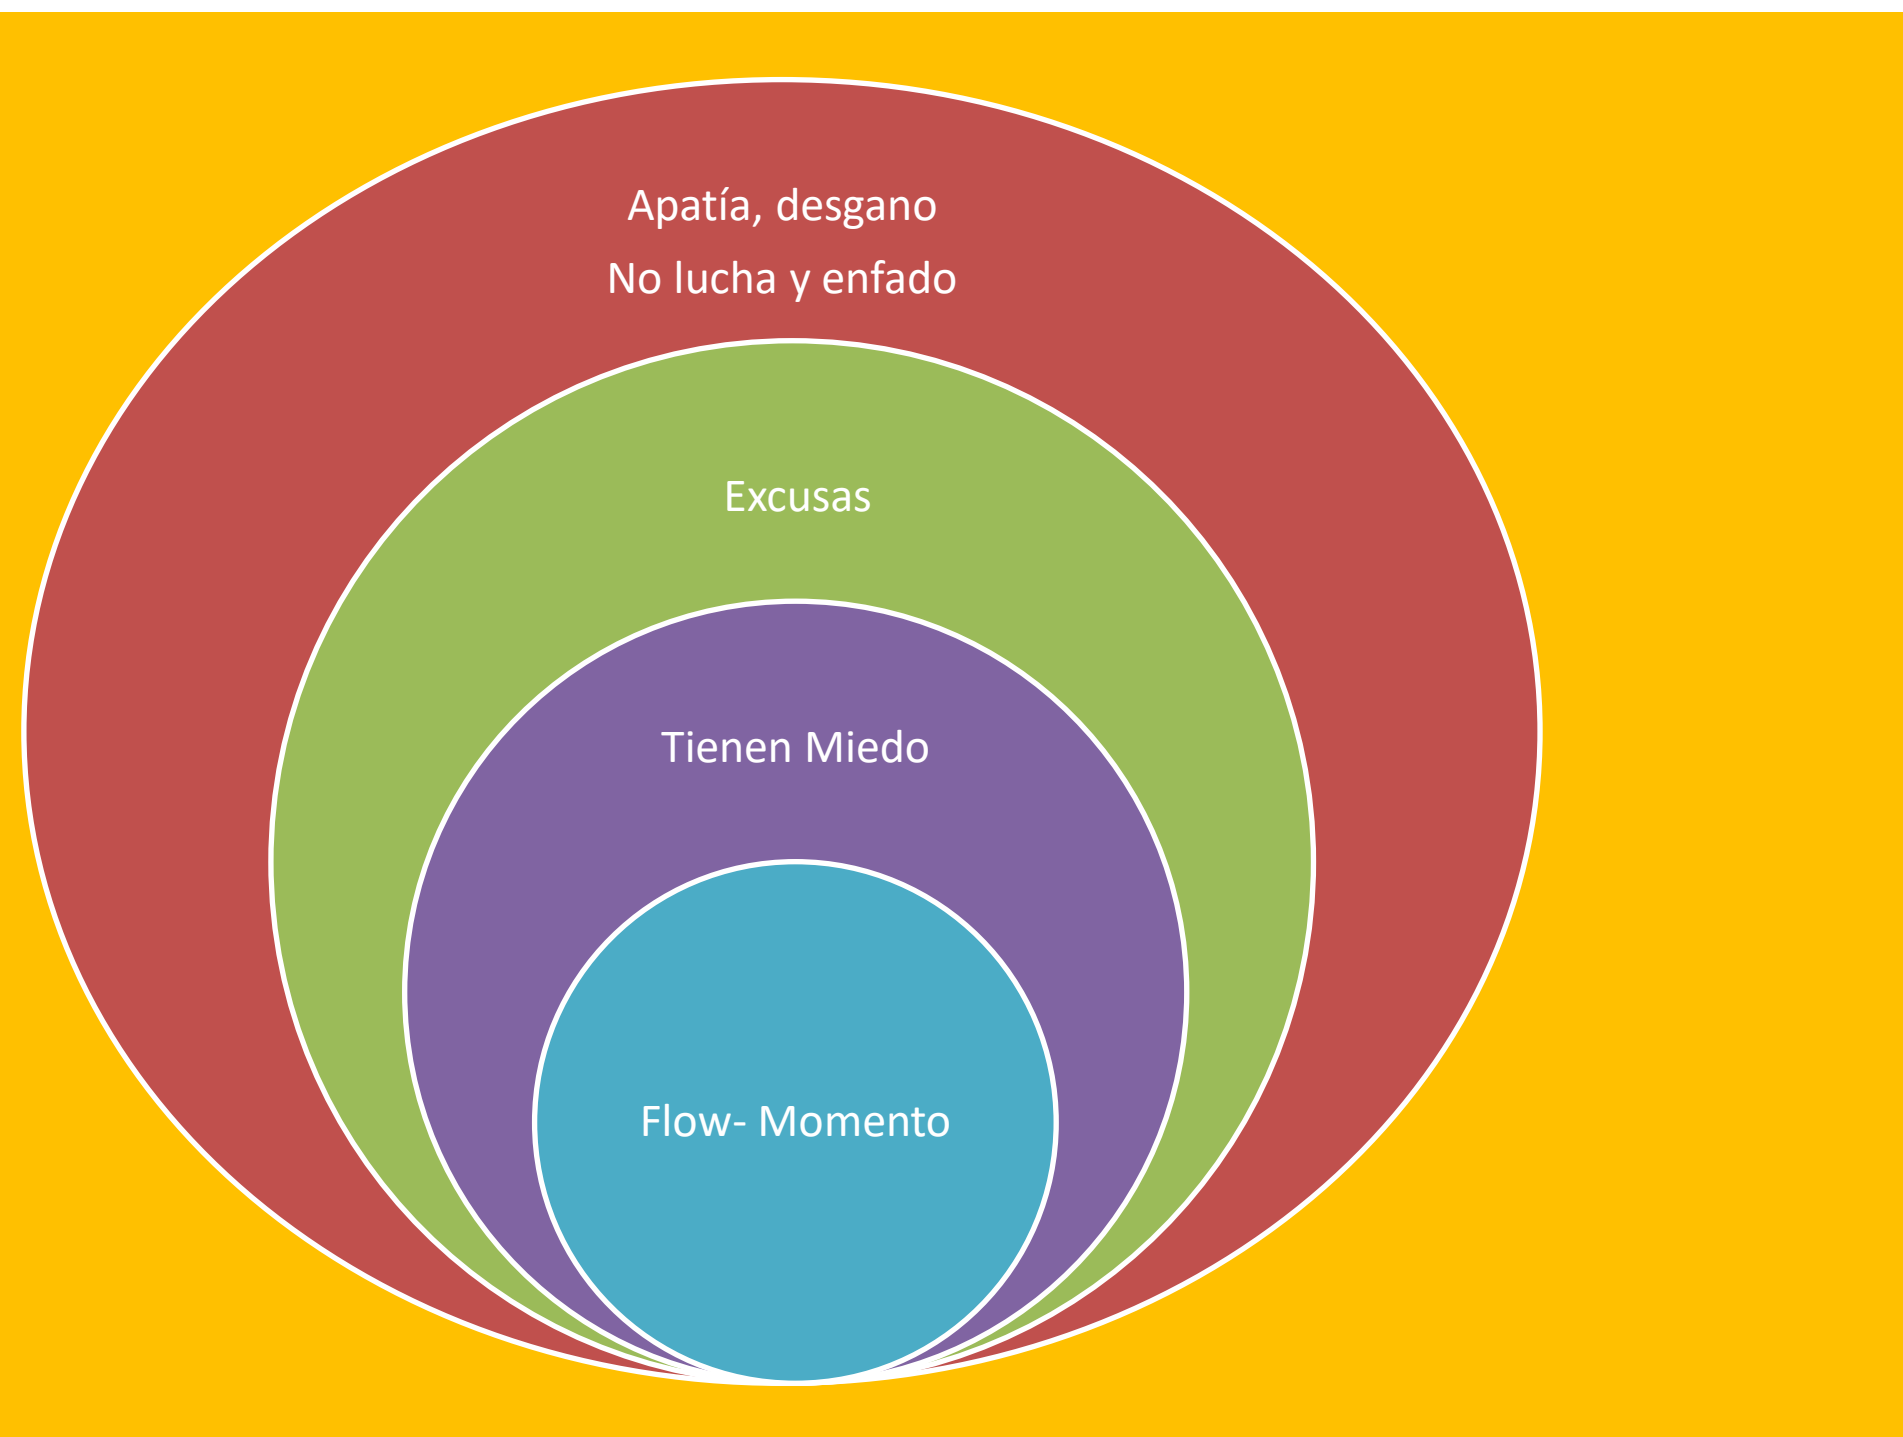 Apatía, desgano
No lucha y enfado
Excusas
Tienen Miedo
Flow- Momento